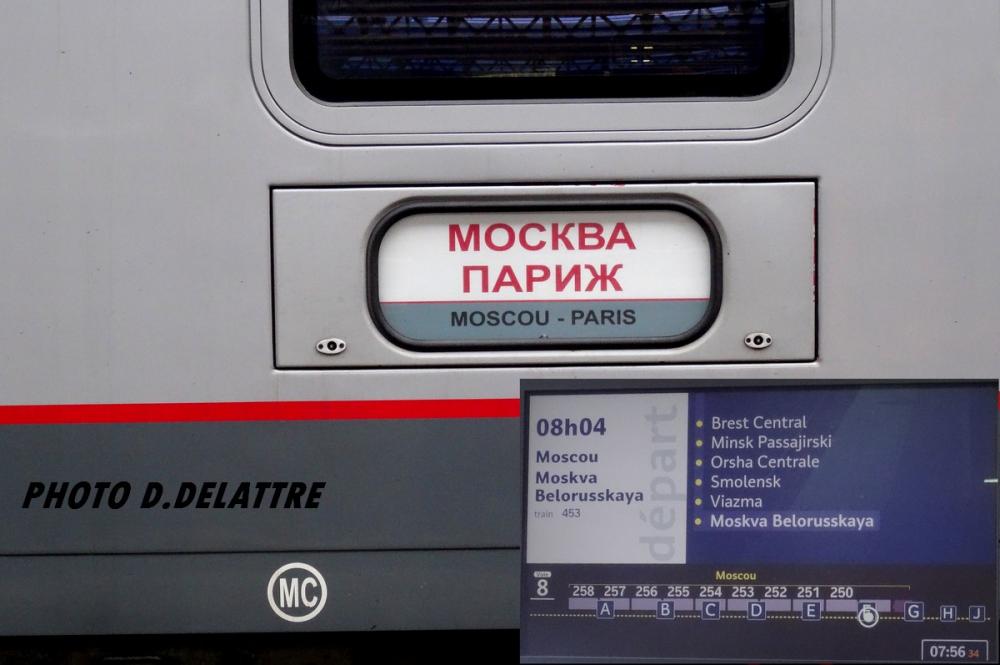 МОСКВА
ПАРИЖ
MOSCOU - PARIS
PHOTO D.DELATTRE
MC
08h04
Moscou
Moskva
Belorusskaya
train 453
départ
Brest Central
Minsk Passajirski
Orsha Centrale
Smolensk
Viazma
Moskva Belorusskaya
Voie
8
Moscou
258 257 256 255 254 253 252 251 250
A B C D E F G H J
07:56 34